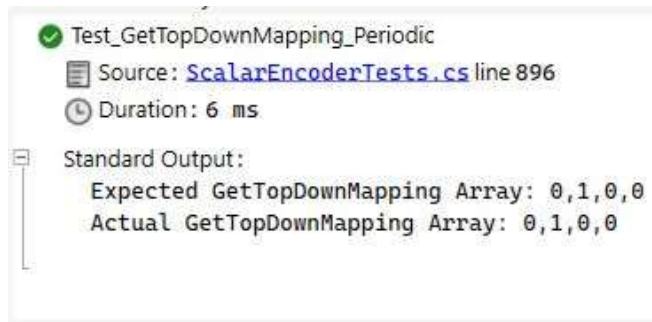 Test_GetTopDownMapping_Periodic
Source: ScalarEncoderTests.cs line 896
Duration: 6 ms
Standard Output:
Expected GetTopDownMapping Array: 0,1,0,0
Actual GetTopDownMapping Array: 0,1,0,0